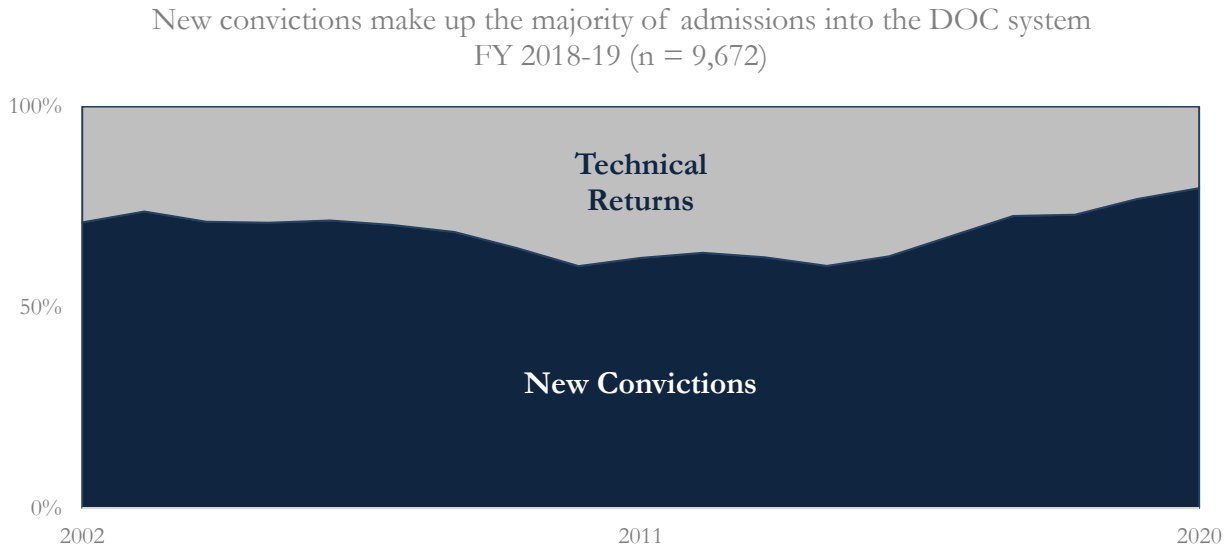 New convictions make up the majority of admissions into the DOC system
FY 2018-19 (n = 9,672)
100%
Technical
Returns
50%
New Convictions
0%
2002
2011
2020